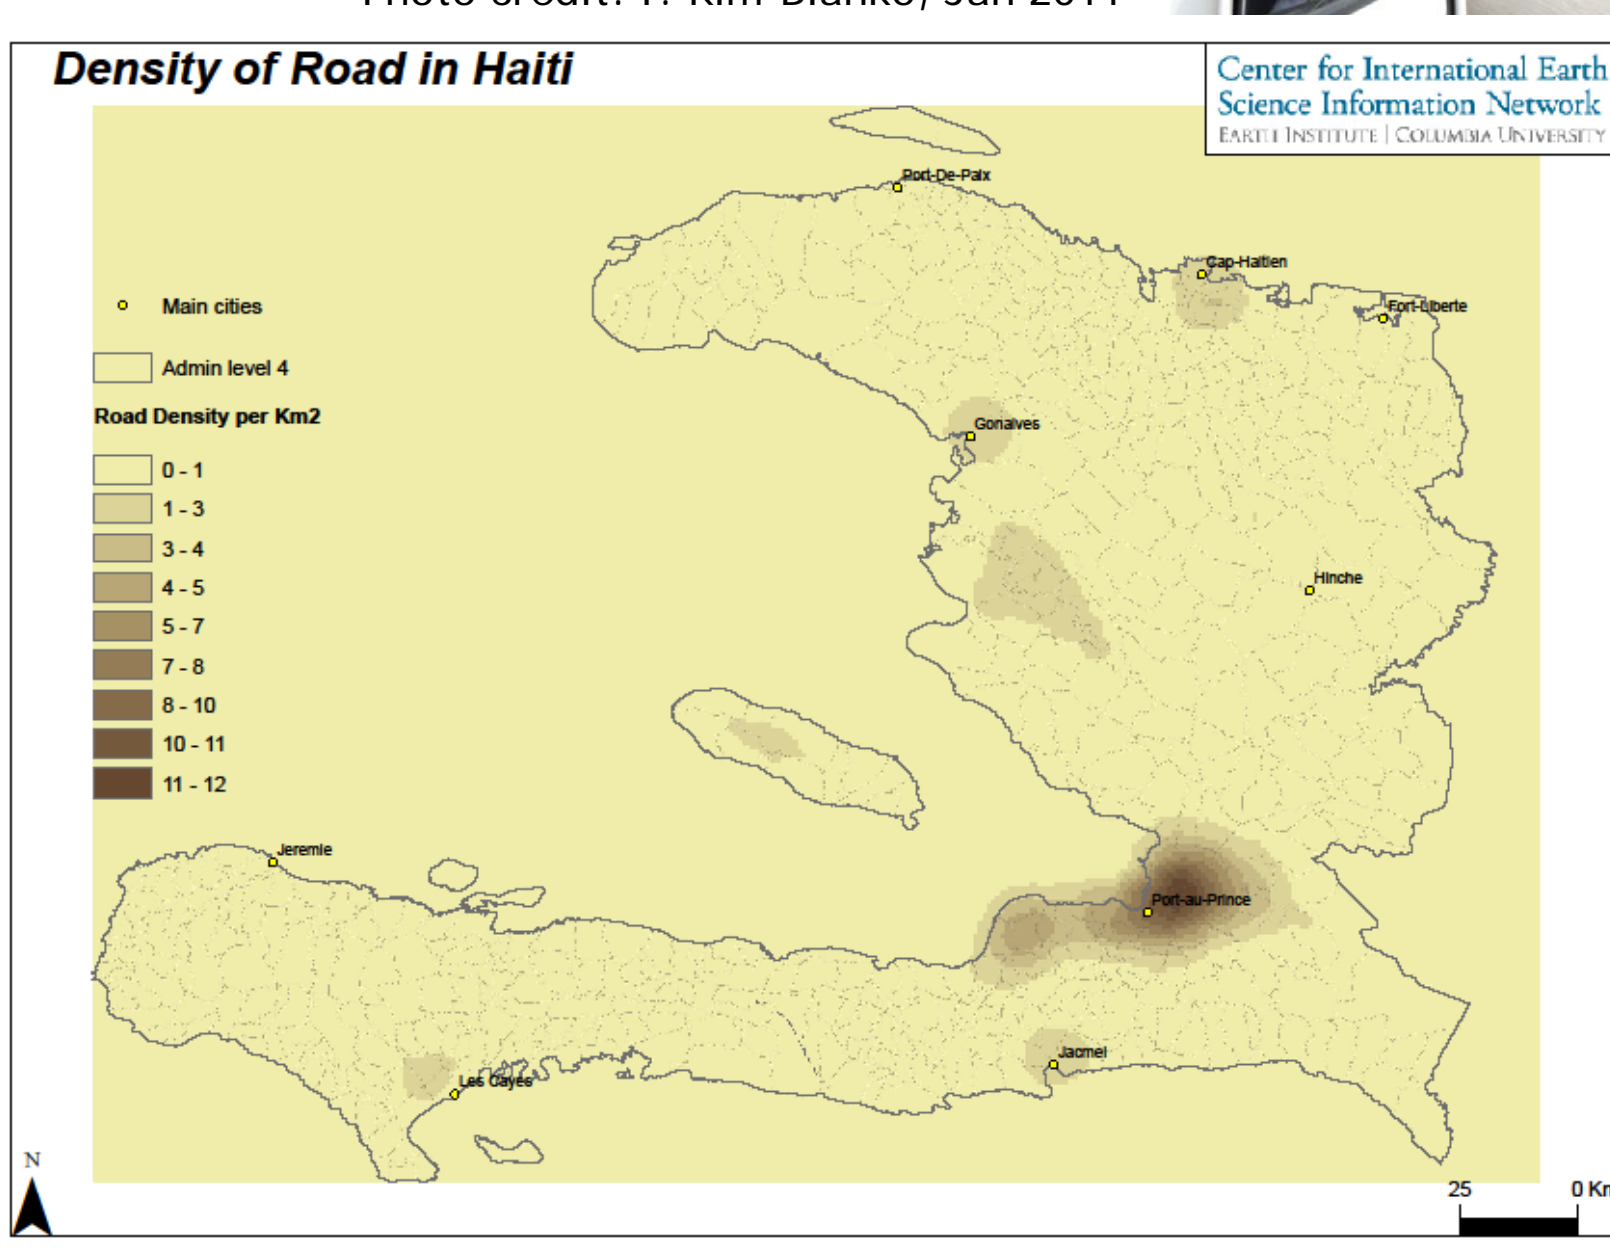 Density of Road in Haiti
Center for International Earth
Science Information Network
EARTH INSTITUTE | COLUMBIA UNIVERSITY
Port-De-Paix
Cap-Haitien
Fort-Liberte
Main cities
Admin level 4
Road Density per Km2
Gonaives
0 - 1
1 - 3
3 - 4
4 - 5
Hinche
5 - 7
7 - 8
8 - 10
10 - 11
11 - 12
Jeremie
Port-au-Prince
Jacmel
Les Cayes
N
25 0 Km